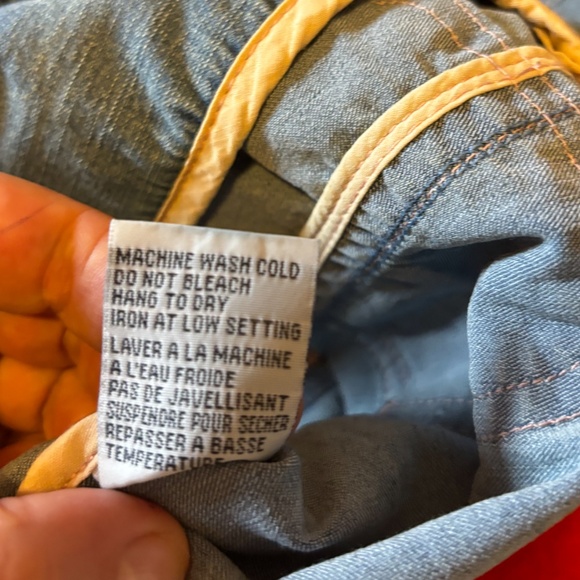 MACHINE WASH COLD
DO NOT BLEACH
HANG TO DRY
IRON AT LOW SETTING
LAVER A LA MACHINE
A L'EAU FROIDE
PAS DE JAVELLISANT
SUSPENDRE POUR SECHER
REPASSER A BASSE
TEMPERATURE